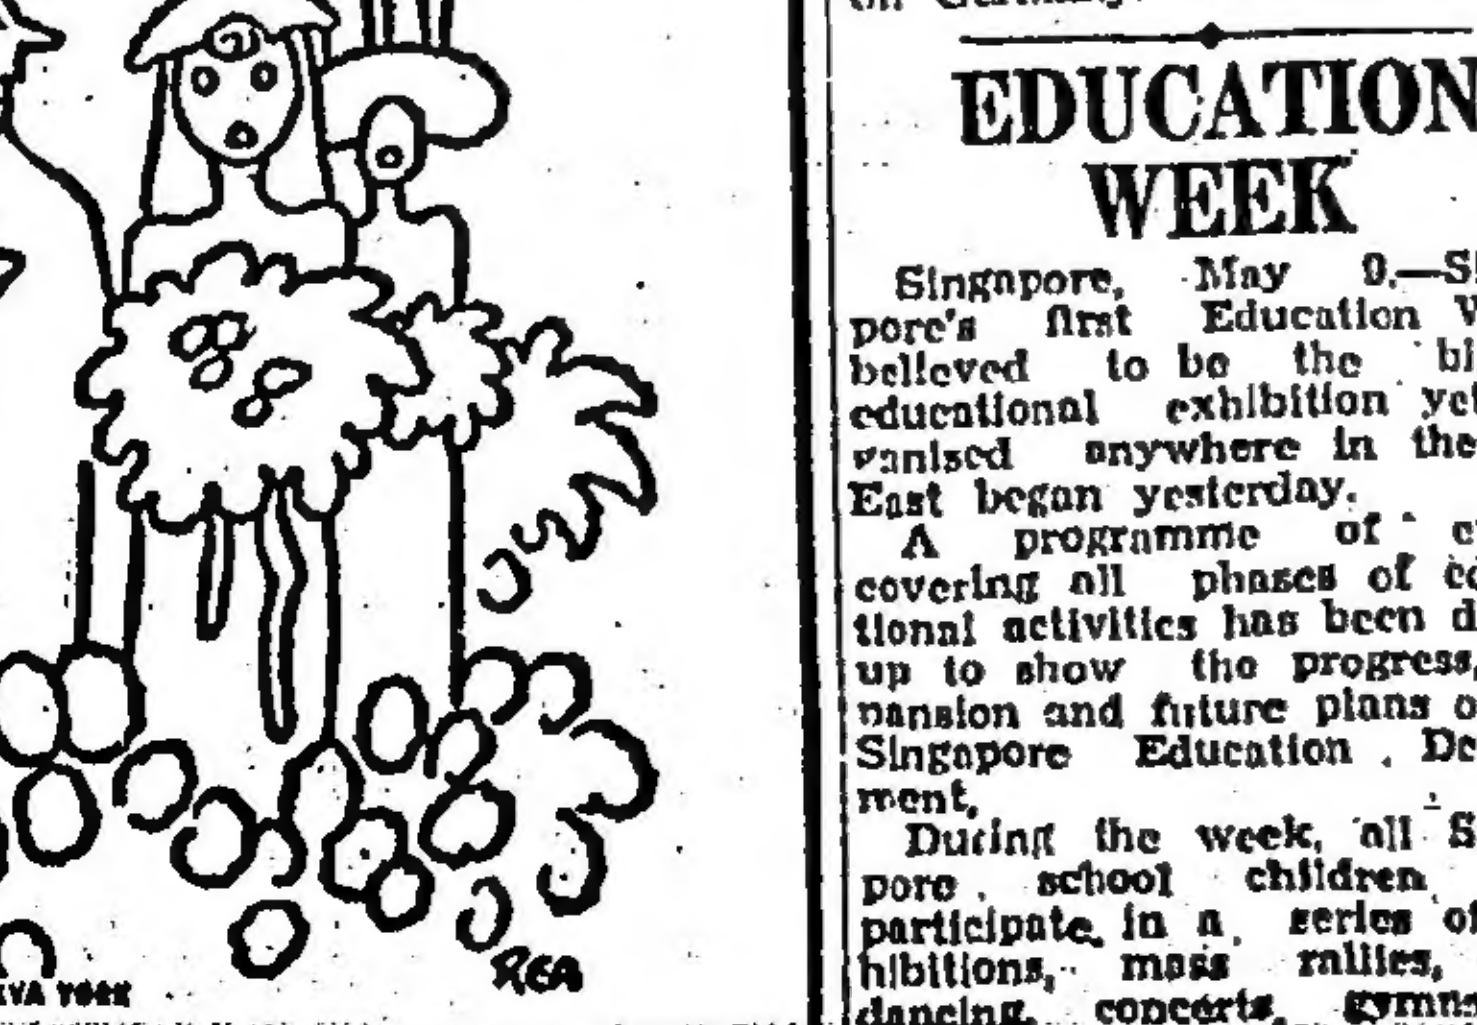 REA
EDUCATION
WEEK
Singapore, May 9.—Si
pore's first Education W
believed to be the bi
educational exhibition yet
ganised anywhere in the
East began yesterday.
A programme of e
covering all phases of ed
tional activities has been d
up to show the progress,
pansion and future plans o
Singapore Education De
ment.
During the week, all S
pore school children
participate in a series of
hibitions, mass rallies,
dancing, concerts, gymna